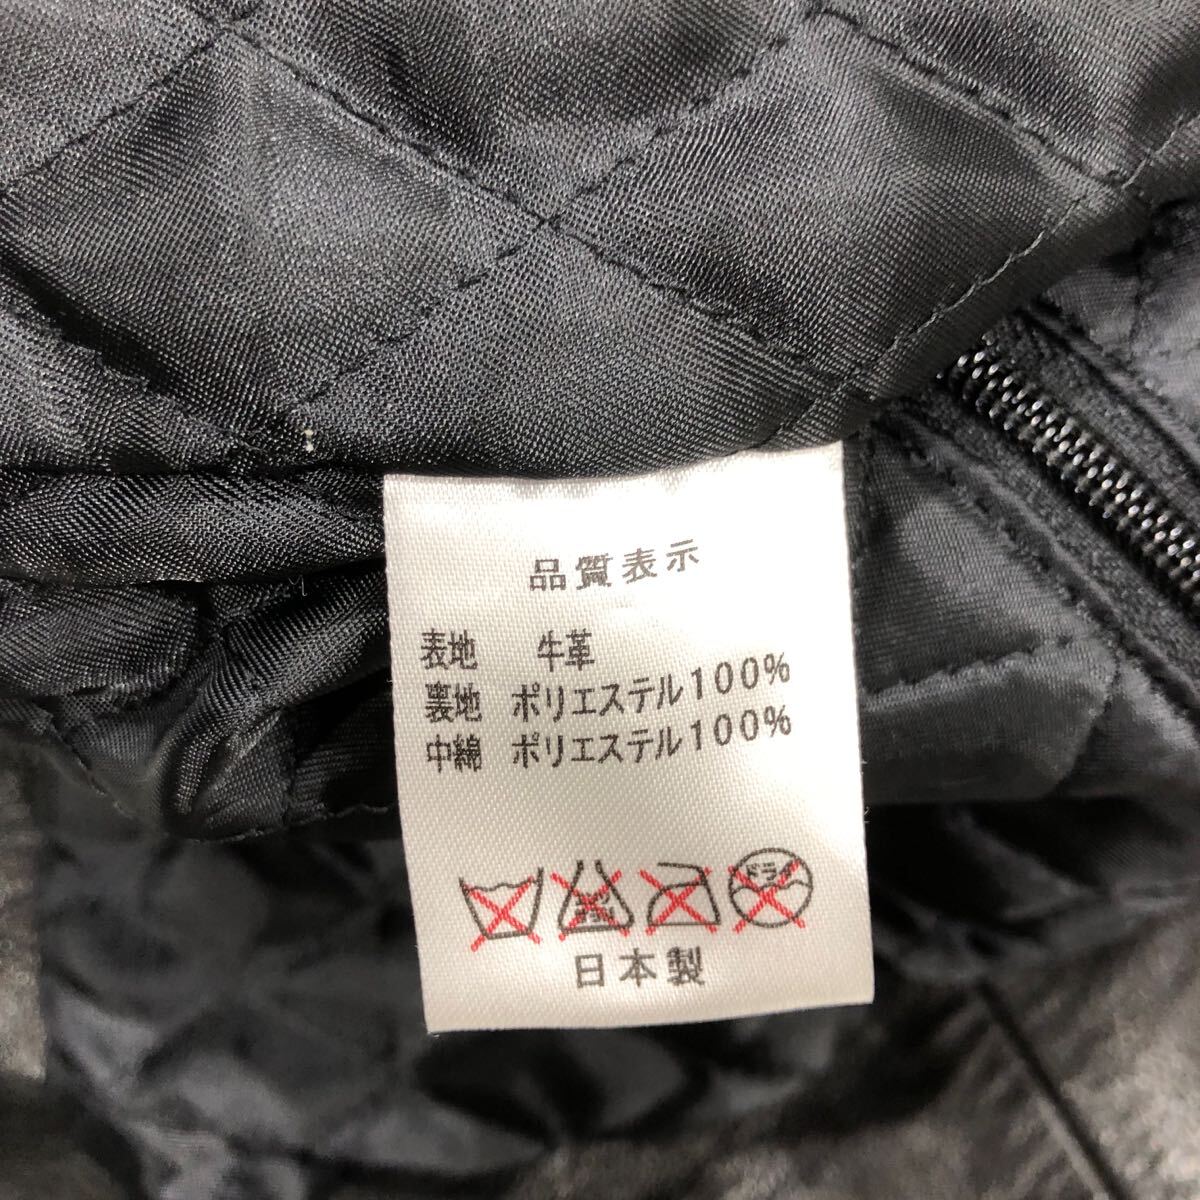 品質表示
表地 牛革
裏地 ポリエステル100%
中綿 ポリエステル100%
ドライ
日本製